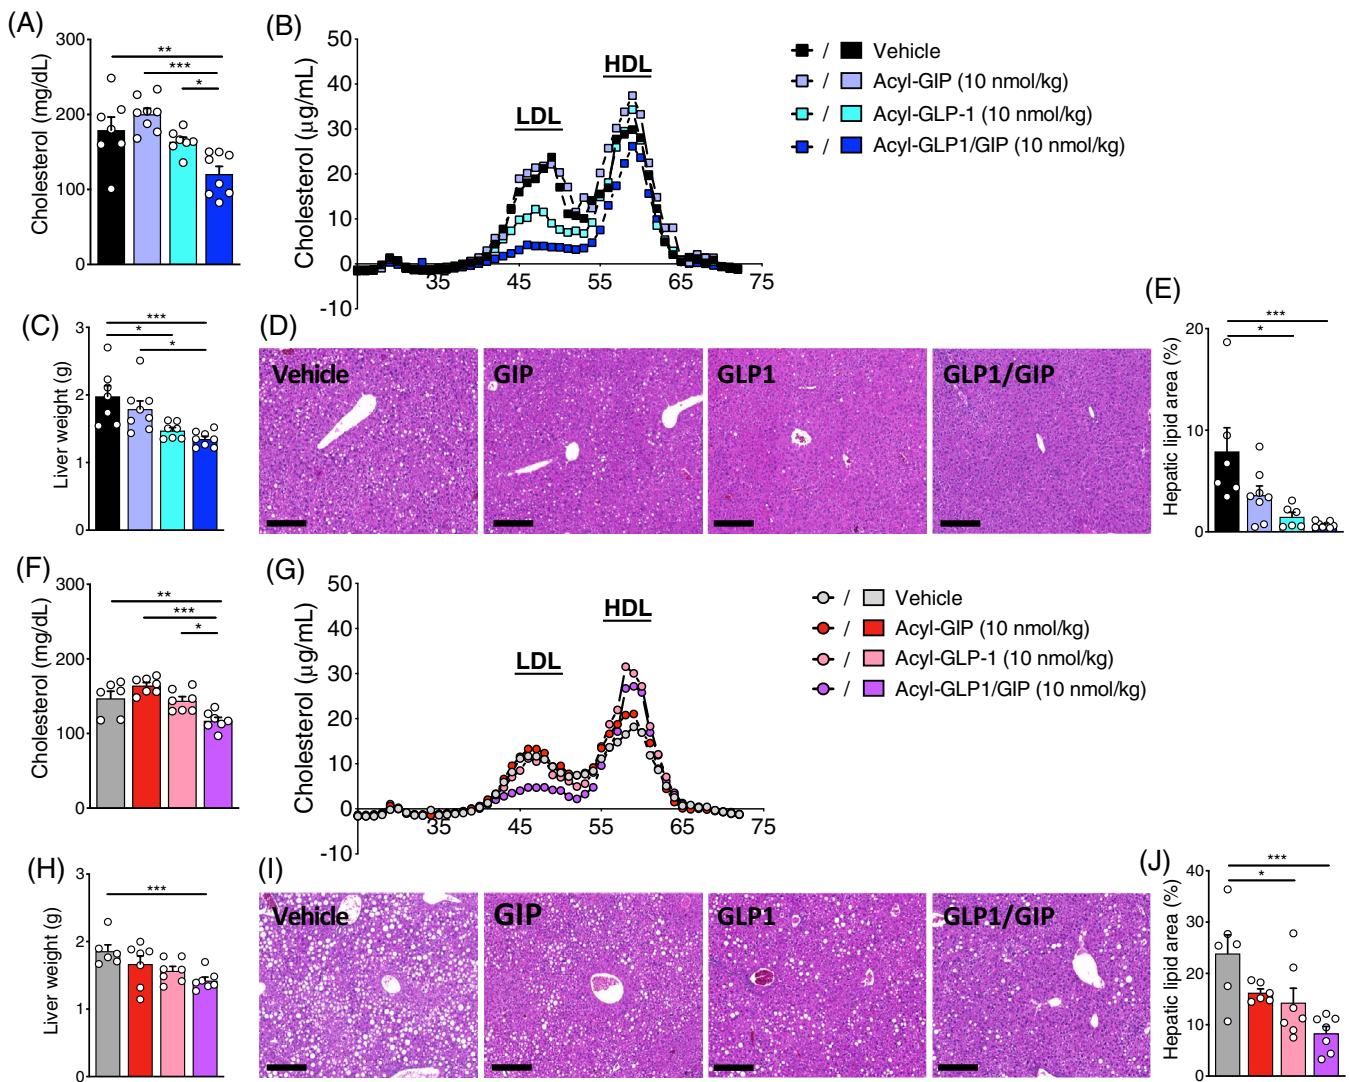 (A)
Cholesterol (mg/dL)
300
200
100
0
**
***
*
(B)
Cholesterol (µg/mL)
50
40
30
20
10
0
-10
35
45
55
65
75
LDL
HDL
/ Vehicle
/ Acyl-GIP (10 nmol/kg)
/ Acyl-GLP-1 (10 nmol/kg)
/ Acyl-GLP1/GIP (10 nmol/kg)
(C)
Liver weight (g)
3
2
1
0
***
*
*
(D)
Vehicle
GIP
GLP1
GLP1/GIP
(E)
Hepatic lipid area (%)
20
10
0
***
*
(F)
Cholesterol (mg/dL)
300
200
100
0
**
***
*
(G)
Cholesterol (µg/mL)
50
40
30
20
10
0
-10
35
45
55
65
75
LDL
HDL
/ Vehicle
/ Acyl-GIP (10 nmol/kg)
/ Acyl-GLP-1 (10 nmol/kg)
/ Acyl-GLP1/GIP (10 nmol/kg)
(H)
Liver weight (g)
3
2
1
0
***
(I)
Vehicle
GIP
GLP1
GLP1/GIP
(J)
Hepatic lipid area (%)
40
30
20
10
0
***
*